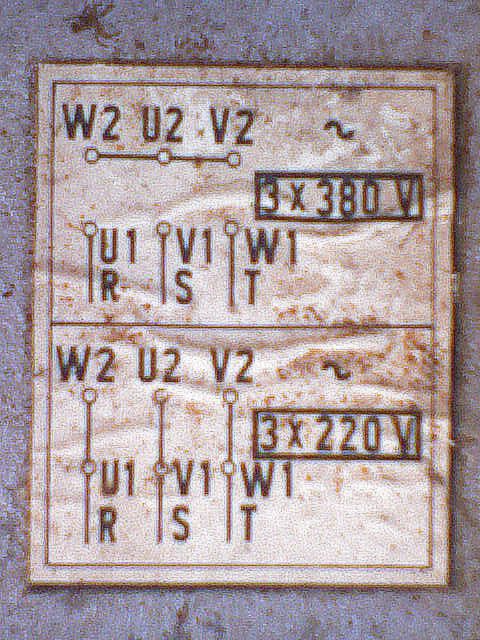 W2 U2 V2 ~
3 x 380 V
U1 V1 W1
R S T
W2 U2 V2 ~
3 x 220 V
U1 V1 W1
R S T